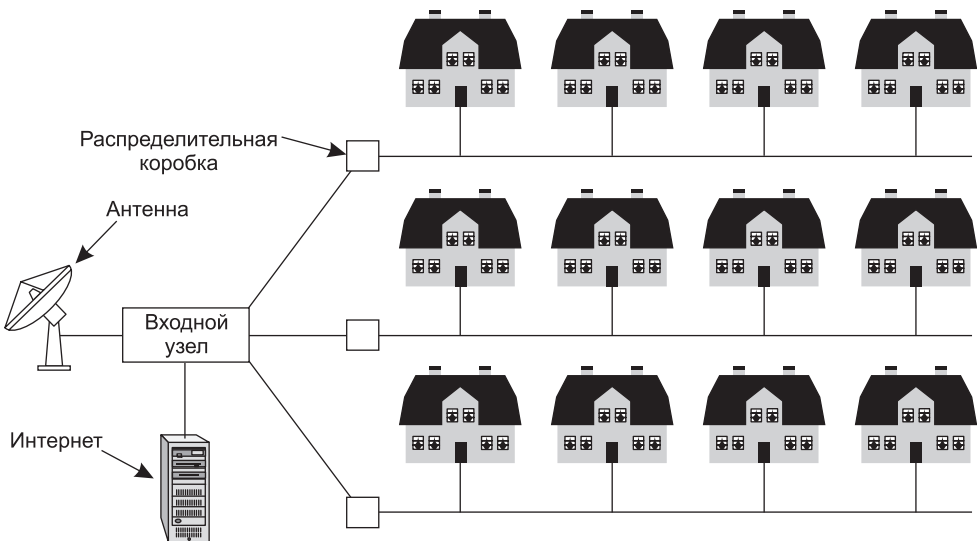 Распределительная
коробка
Антенна
Входной
узел
Интернет